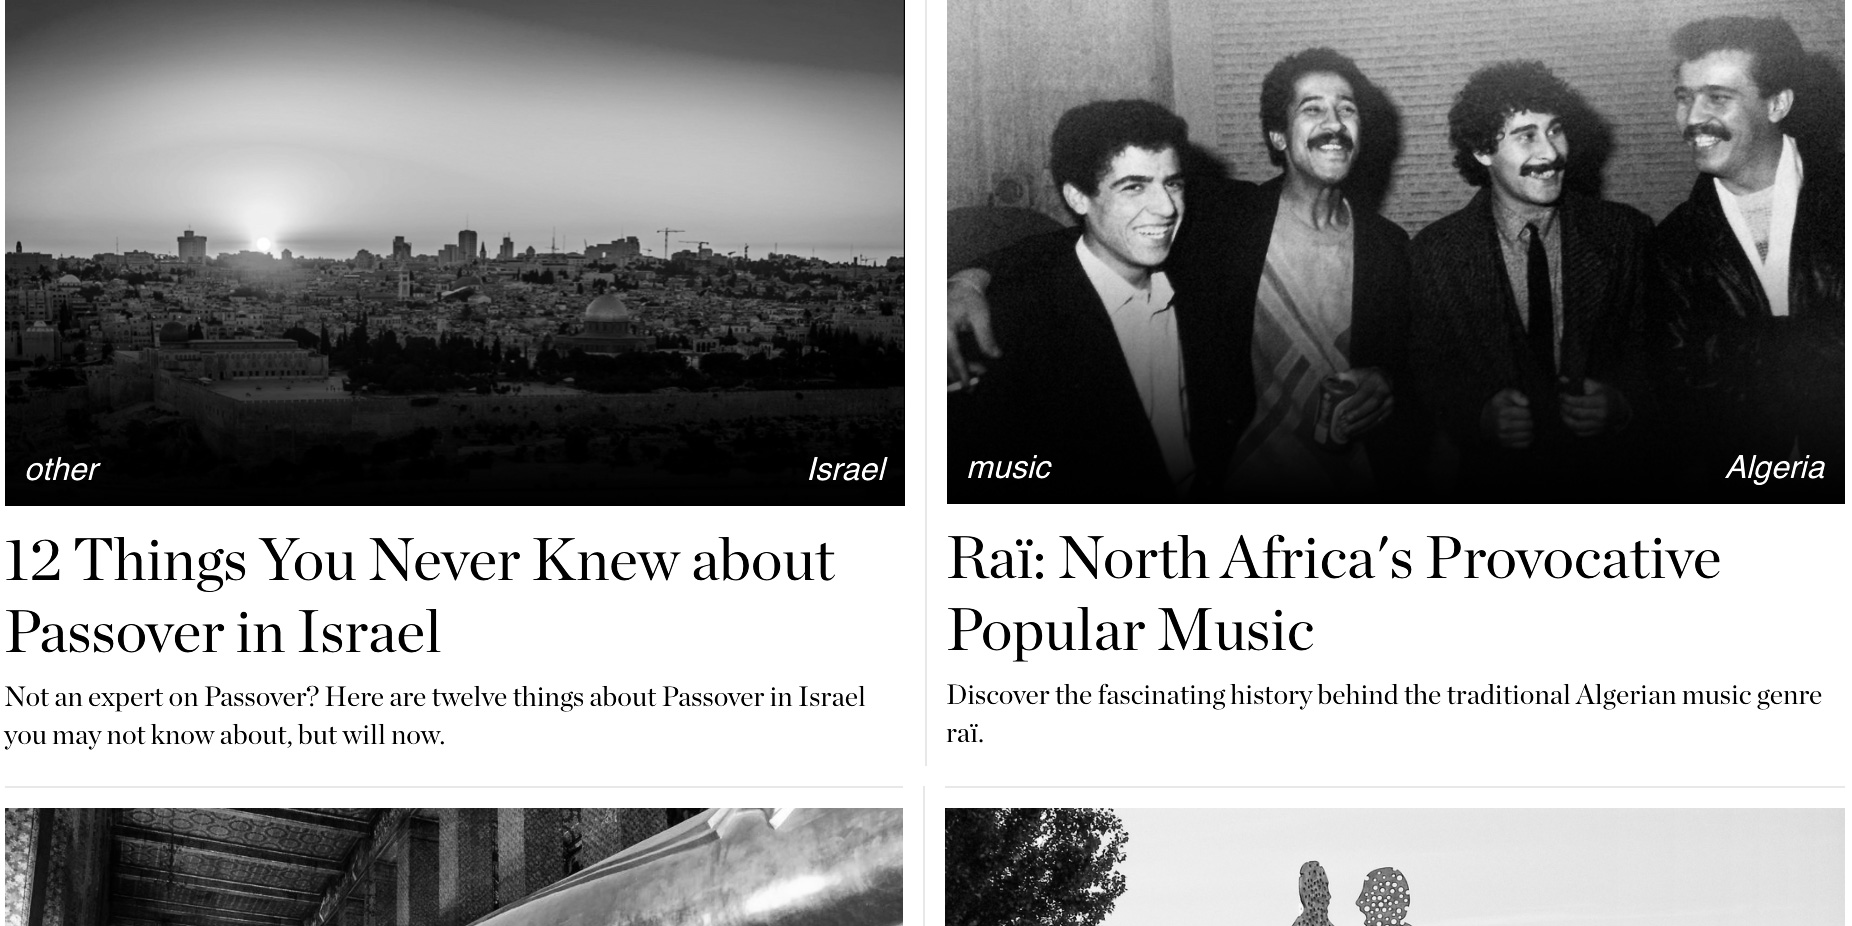 other
Israel
12 Things You Never Knew about
Passover in Israel
Not an expert on Passover? Here are twelve things about Passover in Israel
you may not know about, but will now.
music
Algeria
Raï: North Africa's Provocative
Popular Music
Discover the fascinating history behind the traditional Algerian music genre
raï.